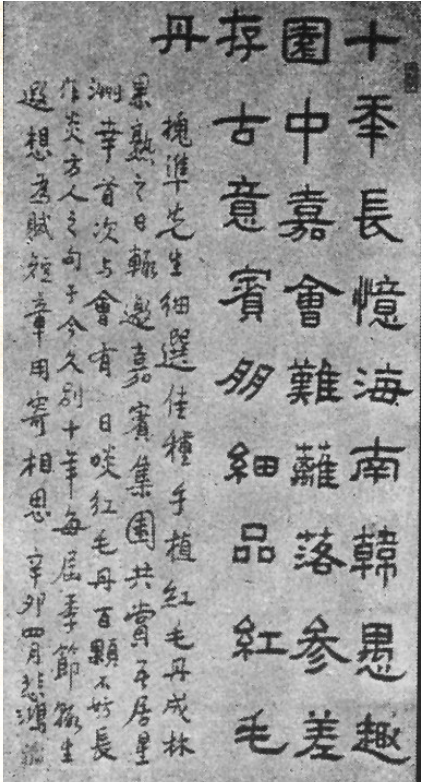 十秊長憶海南韓愚趣
園中嘉會難蘺落參差
存古意賓朋細品紅毛
丹
槐準先生細選佳種手植紅毛丹成林
果熟之日輒邀嘉賓集園共賞予居星
洲幸首次与會有日啖紅毛丹百顆不妨長
作炎方人之句于今久别十年每屆季節輒生
遐想為賦短章用寄相思 辛卯四月悲鴻